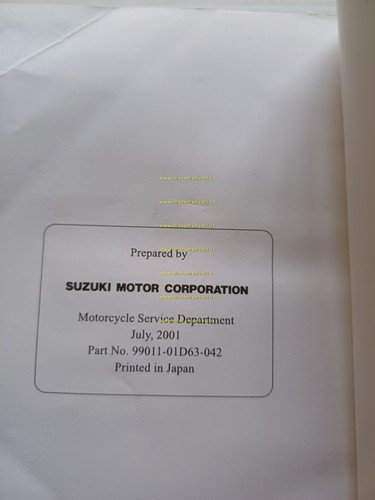 Prepared by
SUZUKI MOTOR CORPORATION
Motorcycle Service Department
July, 2001
Part No. 99011-01D63-042
Printed in Japan